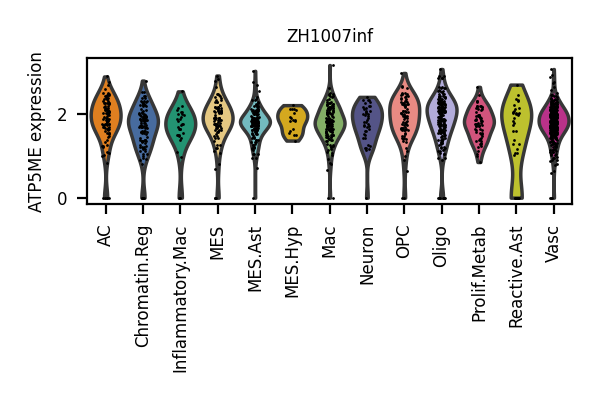 ZH1007inf
ATP5ME expression
2
0
AC
Chromatin.Reg
Inflammatory.Mac
MES
MES.Ast
MES.Hyp
Mac
Neuron
OPC
Oligo
Prolif.Metab
Reactive.Ast
Vasc